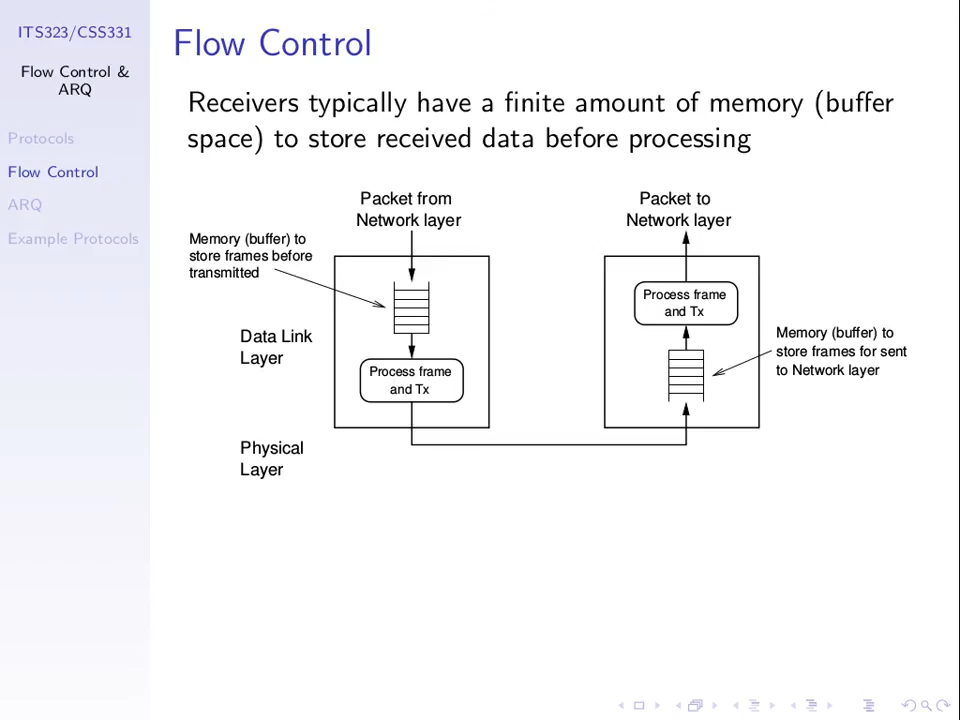 ITS323/CSS331
Flow Control &
ARQ
Protocols
Flow Control
ARQ
Example Protocols
Flow Control
Receivers typically have a finite amount of memory (buffer
space) to store received data before processing
Packet from
Network layer
Packet to
Network layer
Memory (buffer) to
store frames before
transmitted
Process frame
and Tx
Data Link
Layer
Memory (buffer) to
store frames for sent
to Network layer
Process frame
and Tx
Physical
Layer